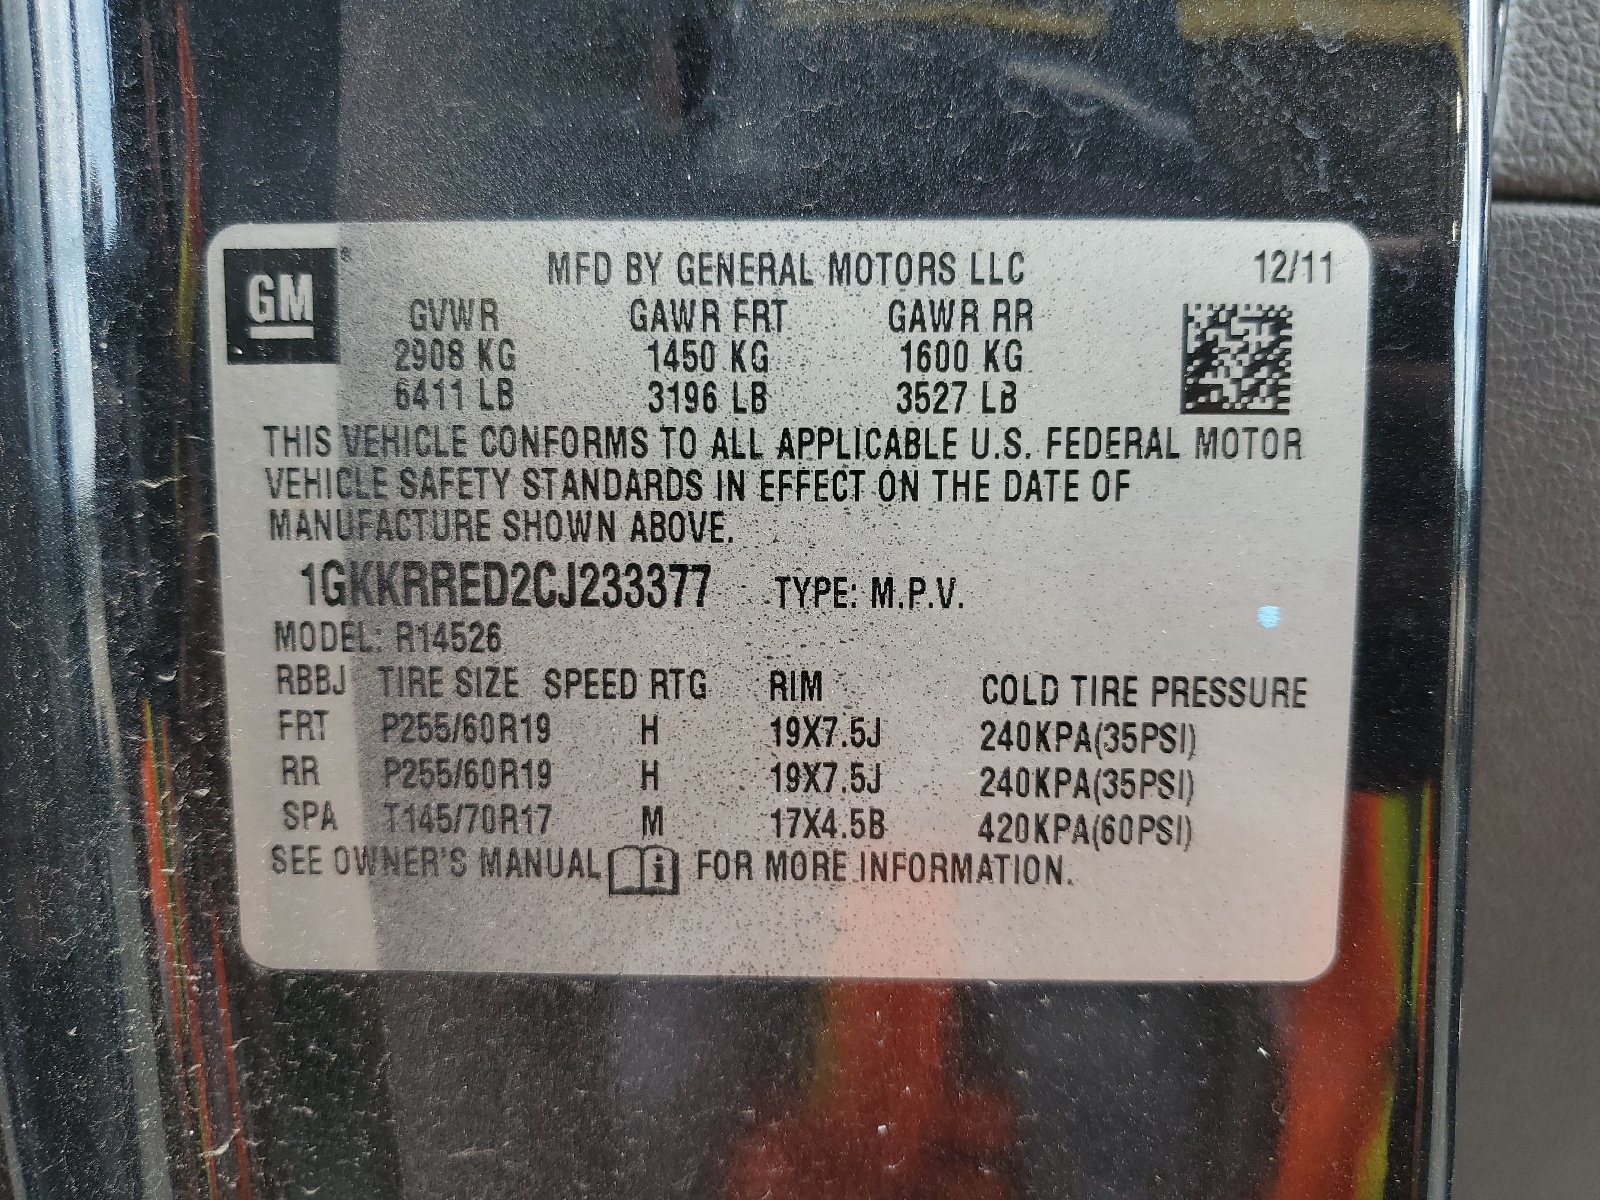 GM
MFD BY GENERAL MOTORS LLC 12/11
GVWR GAWR FRT GAWR RR
2908 KG 1450 KG 1600 KG
6411 LB 3196 LB 3527 LB
THIS VEHICLE CONFORMS TO ALL APPLICABLE U.S. FEDERAL MOTOR
VEHICLE SAFETY STANDARDS IN EFFECT ON THE DATE OF
MANUFACTURE SHOWN ABOVE.
1GKKRRED2CJ233377 TYPE: M.P.V.
MODEL: R14526
RBBJ TIRE SIZE SPEED RTG RIM COLD TIRE PRESSURE
FRT P255/60R19 H 19X7.5J 240KPA(35PSI)
RR P255/60R19 H 19X7.5J 240KPA(35PSI)
SPA T145/70R17 M 17X4.5B 420KPA(60PSI)
SEE OWNER'S MANUAL i FOR MORE INFORMATION.